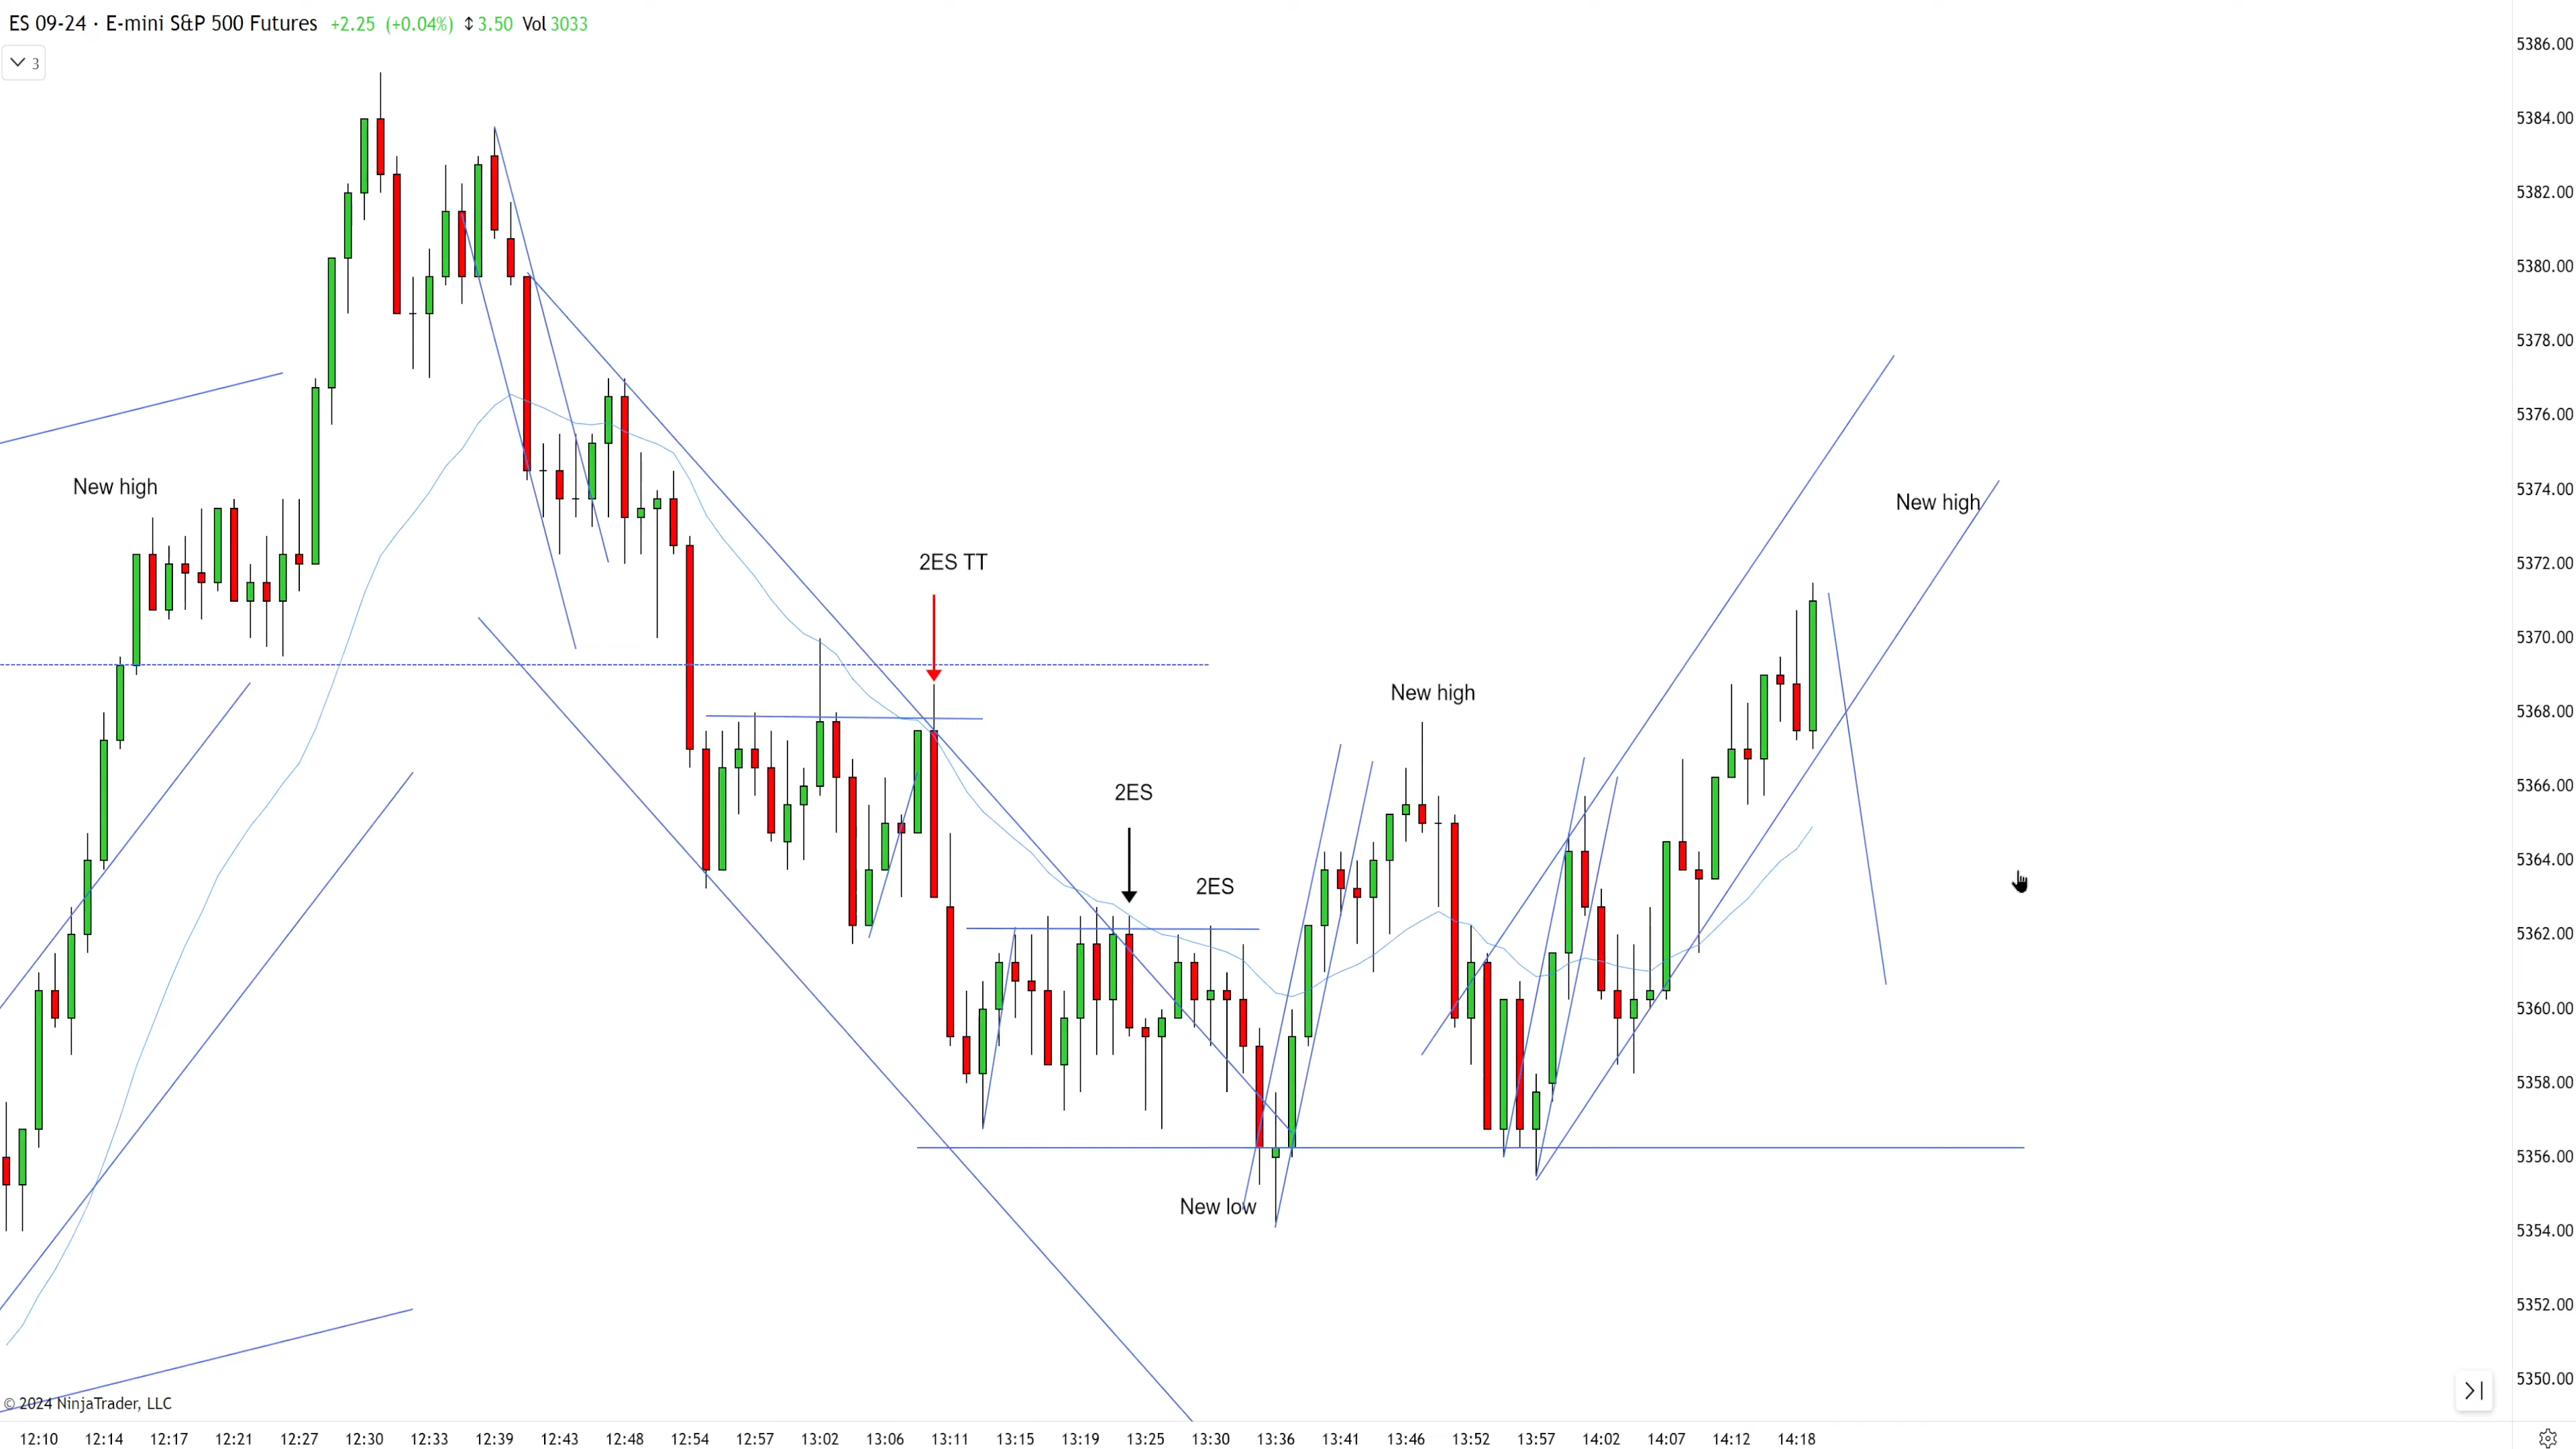 ES 09-24 · E-mini S&P 500 Futures +2.25 (+0.04%) ↕3.50 Vol 3033
3
5386.00
5384.00
5382.00
5380.00
5378.00
5376.00
5374.00
5372.00
5370.00
5368.00
5366.00
5364.00
5362.00
5360.00
5358.00
5356.00
5354.00
5352.00
5350.00
New high
New high
2ES TT
New high
2ES
2ES
New low
© 2024 NinjaTrader, LLC
12:10 12:14 12:17 12:21 12:27 12:30 12:33 12:39 12:43 12:48 12:54 12:57 13:02 13:06 13:11 13:15 13:19 13:25 13:30 13:36 13:41 13:46 13:52 13:57 14:02 14:07 14:12 14:18